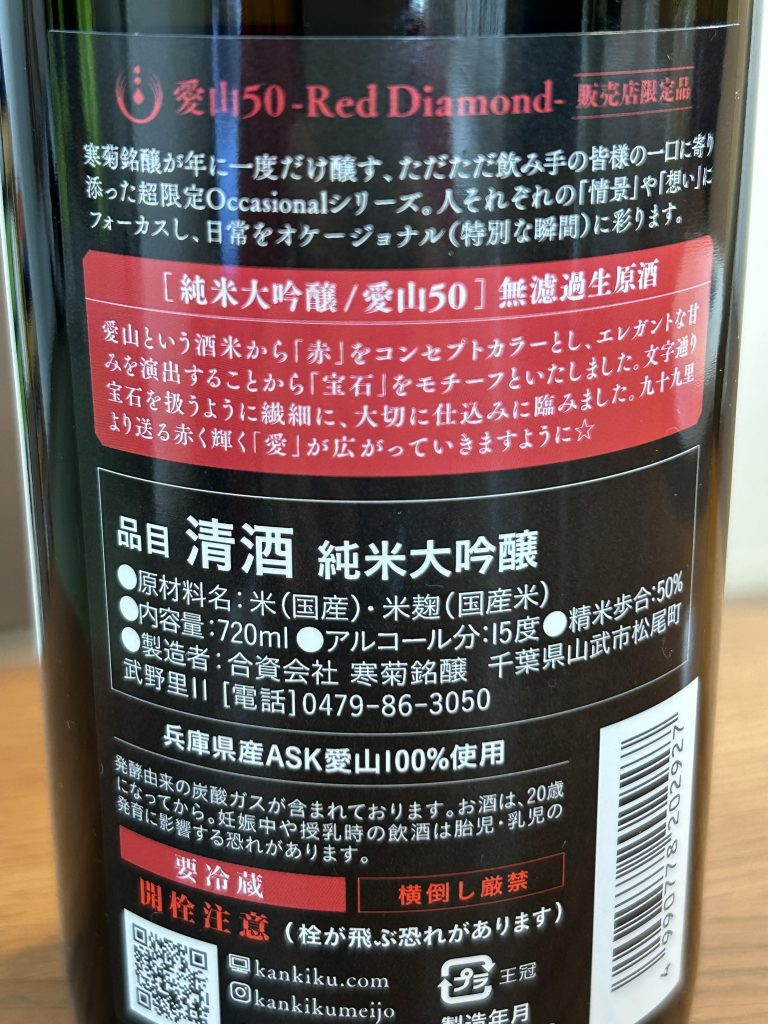 愛山50 -Red Diamond- 販売店限定品
寒菊銘醸が年に一度だけ醸す、ただただ飲み手の皆様の一口に寄り
添った超限定Occasionalシリーズ。人それぞれの「情景」や「想い」に
フォーカスし、日常をオケージョナル（特別な瞬間）に彩ります。
［純米大吟醸/愛山50］無濾過生原酒
愛山という酒米から「赤」をコンセプトカラーとし、エレガントな甘
みを演出することから「宝石」をモチーフといたしました。文字通り
宝石を扱うように繊細に、大切に仕込みに臨みました。九十九里
より送る赤く輝く「愛」が広がっていきますように☆
品目 清酒 純米大吟醸
●原材料名：米（国産）・米麹（国産米）
●内容量：720ml ●アルコール分：15度 ●精米歩合：50%
●製造者：合資会社 寒菊銘醸 千葉県山武市松尾町
武野里11 ［電話］0479-86-3050
兵庫県産ASK愛山100%使用
発酵由来の炭酸ガスが含まれております。お酒は、20歳
になってから。妊娠中や授乳時の飲酒は胎児・乳児の
発育に影響する恐れがあります。
要冷蔵 横倒し厳禁
開栓注意（栓が飛ぶ恐れがあります）
kankiku.com
kankikumeijo
プラ 王冠
製造年月
4 990778 202927